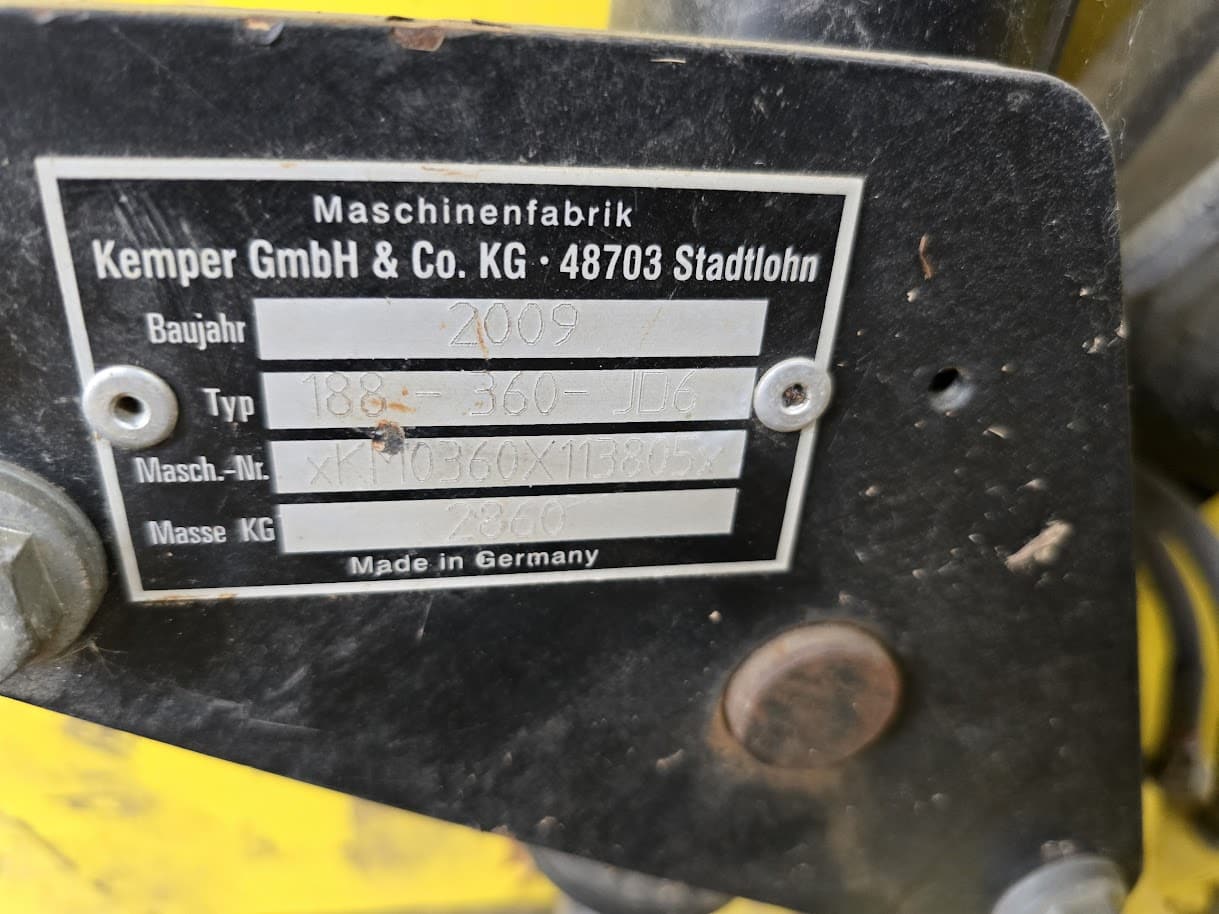 Maschinenfabrik
Kemper GmbH & Co. KG · 48703 Stadtlohn
Baujahr 2009
Typ 188 - 360 - JD6
Masch.-Nr. xKM0360X113805x
Masse KG 2860
Made in Germany